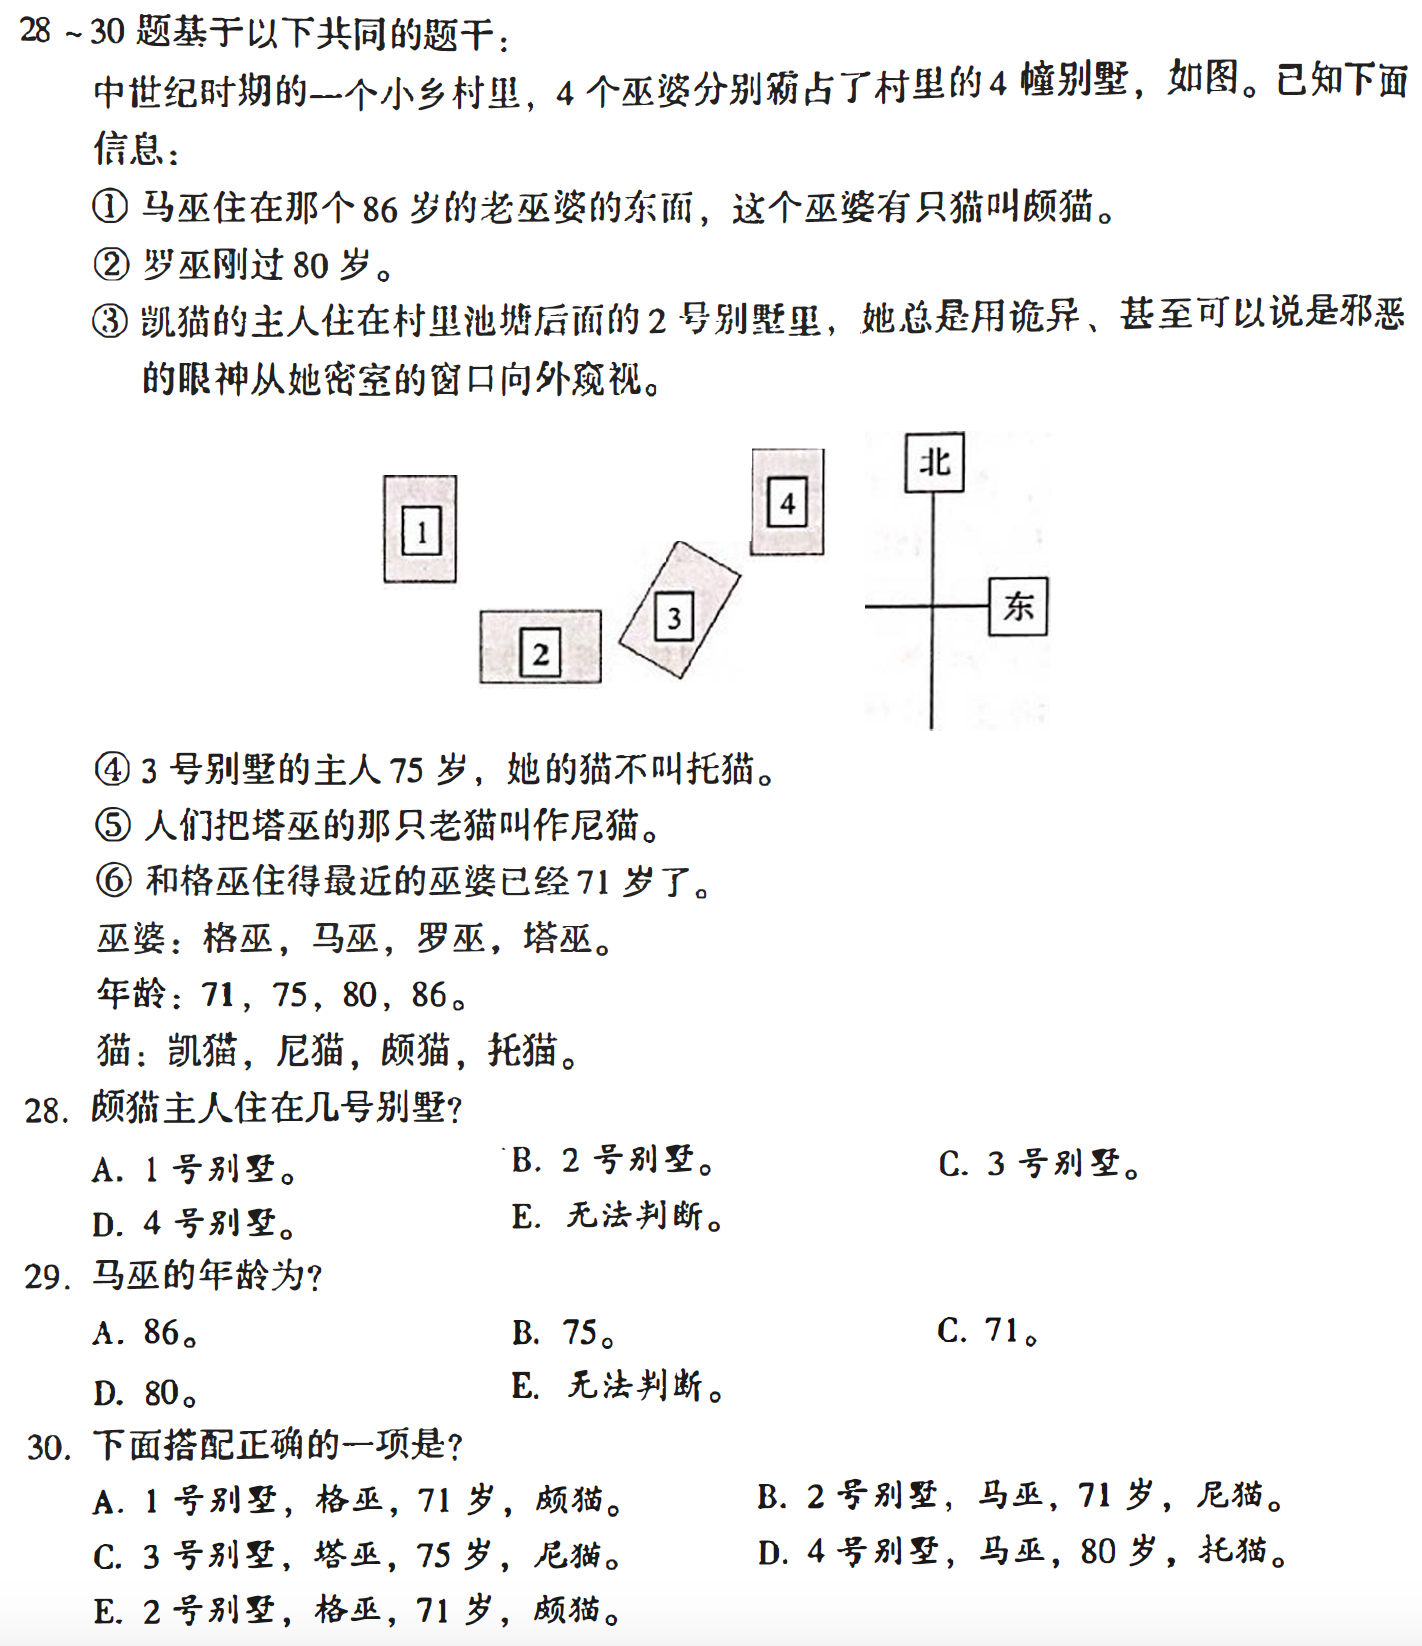 28 ~ 30 题基于以下共同的题干：
中世纪时期的一个小乡村里，4 个巫婆分别霸占了村里的 4 幢别墅，如图。已知下面
信息：
① 马巫住在那个 86 岁的老巫婆的东面，这个巫婆有只猫叫颇猫。
② 罗巫刚过 80 岁。
③ 凯猫的主人住在村里池塘后面的 2 号别墅里，她总是用诡异、甚至可以说是邪恶
的眼神从她密室的窗口向外窥视。
北
4
1
东
3
2
④ 3 号别墅的主人 75 岁，她的猫不叫托猫。
⑤ 人们把塔巫的那只老猫叫作尼猫。
⑥ 和格巫住得最近的巫婆已经 71 岁了。
巫婆：格巫，马巫，罗巫，塔巫。
年龄：71，75，80，86。
猫：凯猫，尼猫，颇猫，托猫。
28. 颇猫主人住在几号别墅?
A. 1 号别墅。 B. 2 号别墅。 C. 3 号别墅。
D. 4 号别墅。 E. 无法判断。
29. 马巫的年龄为?
A. 86。 B. 75。 C. 71。
D. 80。 E. 无法判断。
30. 下面搭配正确的一项是?
A. 1 号别墅，格巫，71 岁，颇猫。 B. 2 号别墅，马巫，71 岁，尼猫。
C. 3 号别墅，塔巫，75 岁，尼猫。 D. 4 号别墅，马巫，80 岁，托猫。
E. 2 号别墅，格巫，71 岁，颇猫。